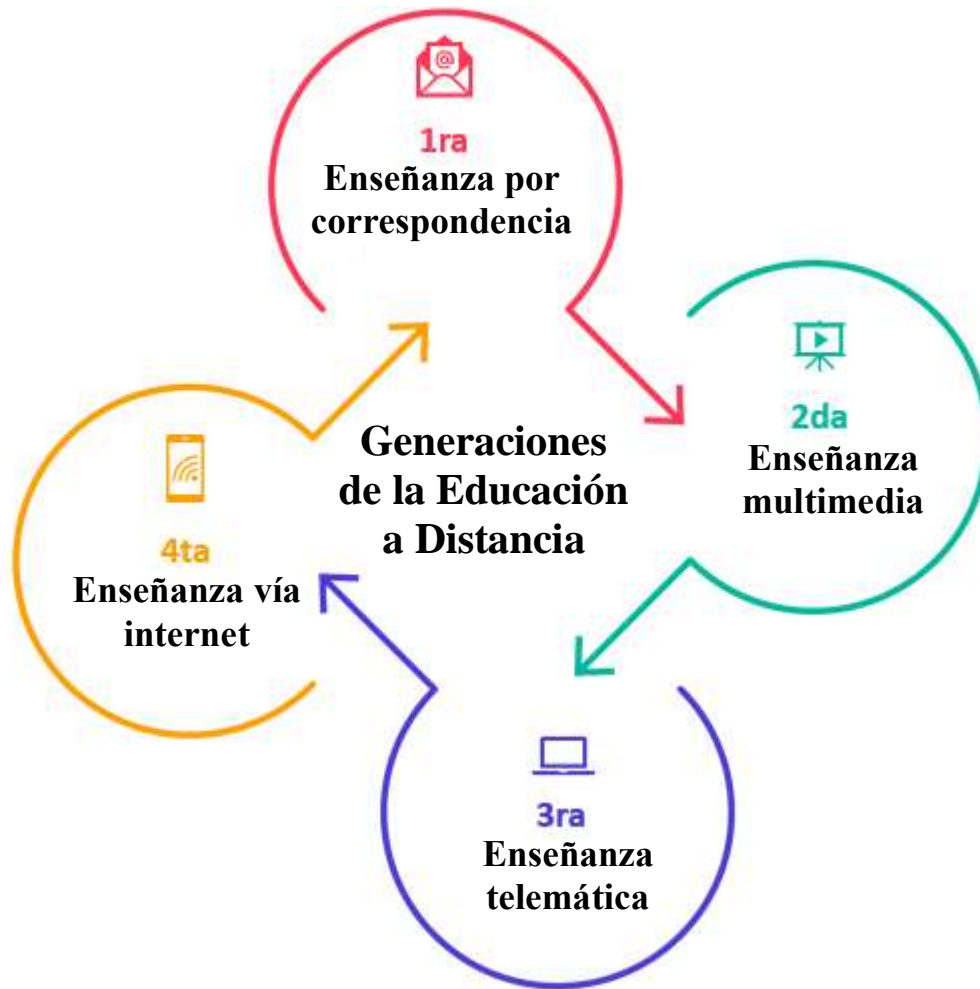 @
1ra
Enseñanza por
correspondencia
2da
Enseñanza
multimedia
Generaciones
de la Educación
a Distancia
4ta
Enseñanza vía
internet
3ra
Enseñanza
telemática